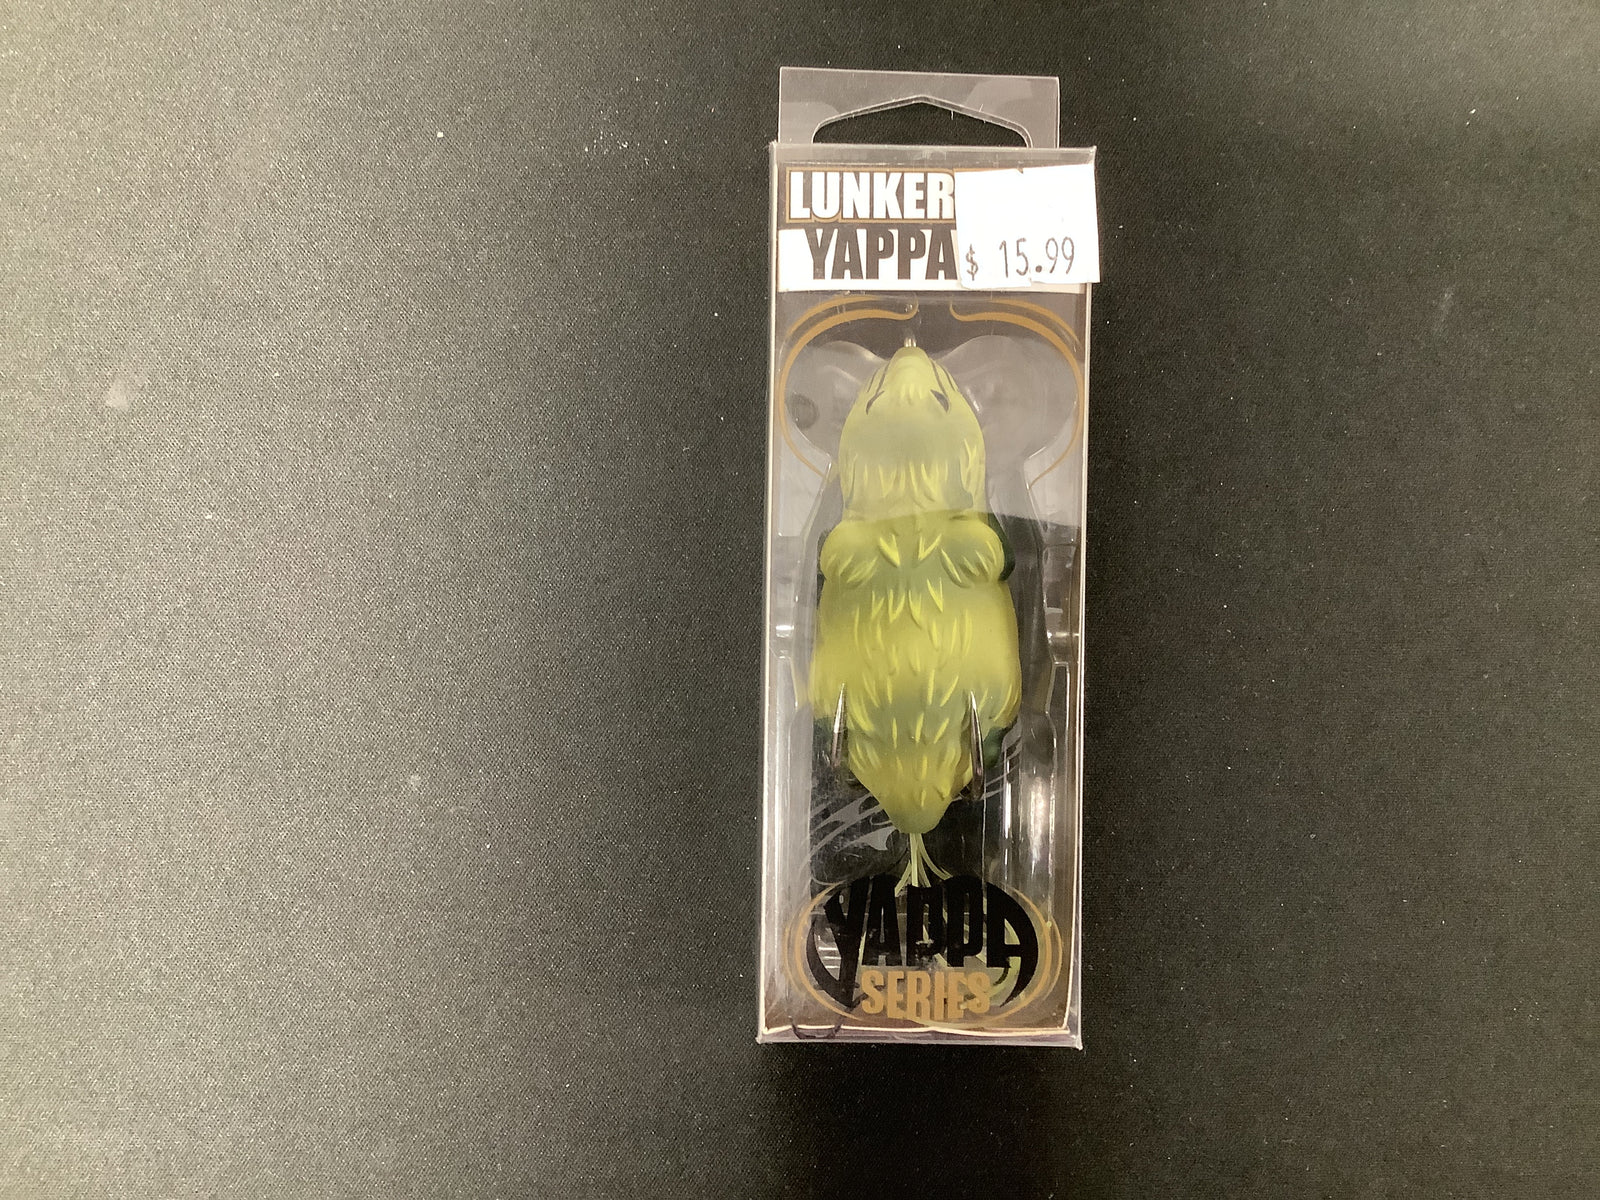 LUNKER
YAPPA
$ 15.99
YAPPA
SERIES